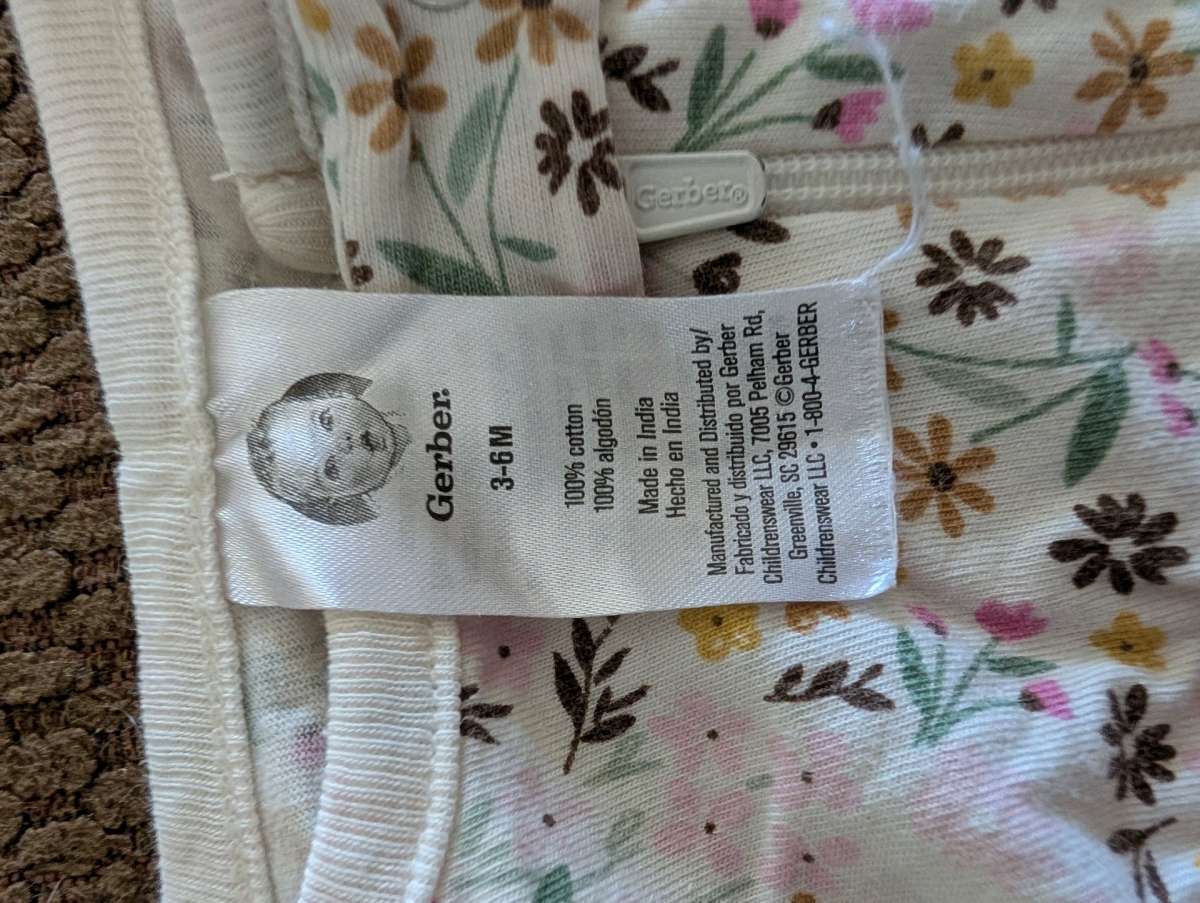 Gerber®
Gerber.
3-6M
100% cotton
100% algodón
Made in India
Hecho en India
Manufactured and Distributed by/
Fabricado y distribuido por Gerber
Childrenswear LLC, 7005 Pelham Rd,
Greenville, SC 29615 ©Gerber
Childrenswear LLC • 1-800-4-GERBER